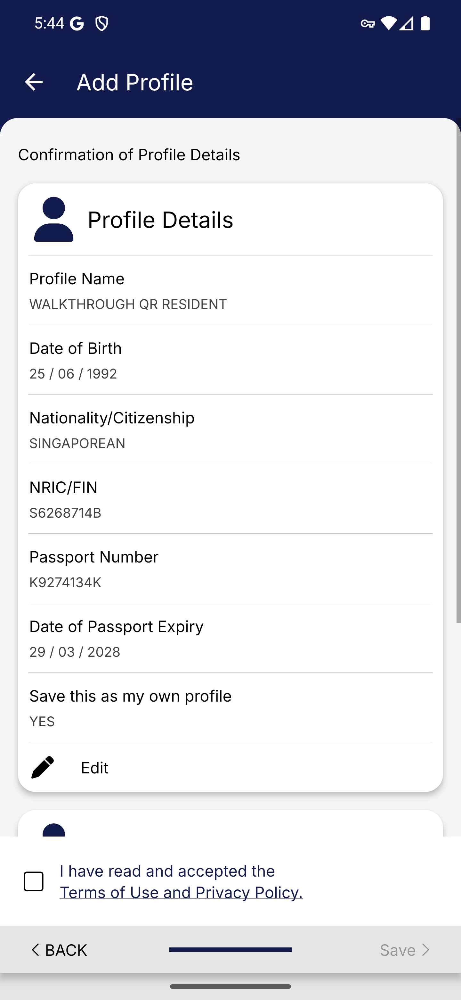 5:44
Add Profile
Confirmation of Profile Details
Profile Details
Profile Name
WALKTHROUGH QR RESIDENT
Date of Birth
25 / 06 / 1992
Nationality/Citizenship
SINGAPOREAN
NRIC/FIN
S6268714B
Passport Number
K9274134K
Date of Passport Expiry
29 / 03 / 2028
Save this as my own profile
YES
Edit
I have read and accepted the
Terms of Use and Privacy Policy.
BACK
Save